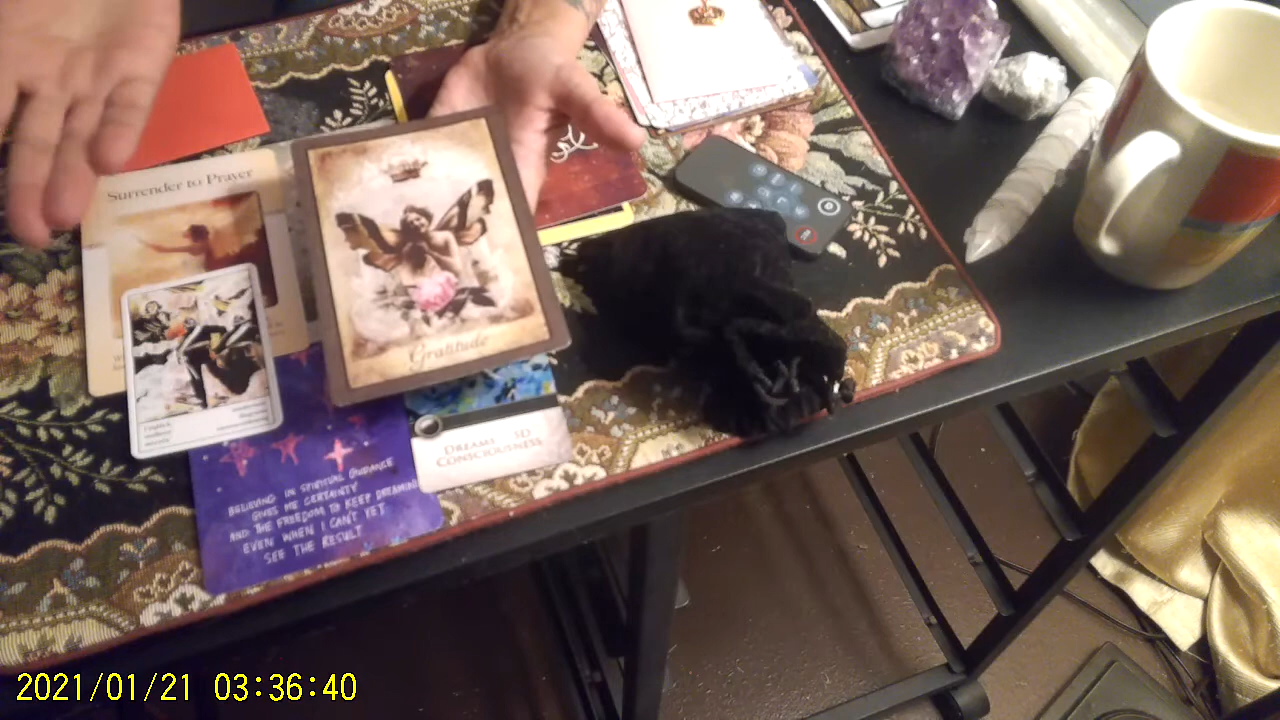 Surrender to Prayer
Gratitude
DREAMS 3D
CONSCIOUSNESS
BELIEVING IN SPIRITUAL GUIDANCE
GIVES ME CERTAINTY
AND THE FREEDOM TO KEEP DREAMING
EVEN WHEN I CAN'T YET
SEE THE RESULT
2021/01/21 03:36:40